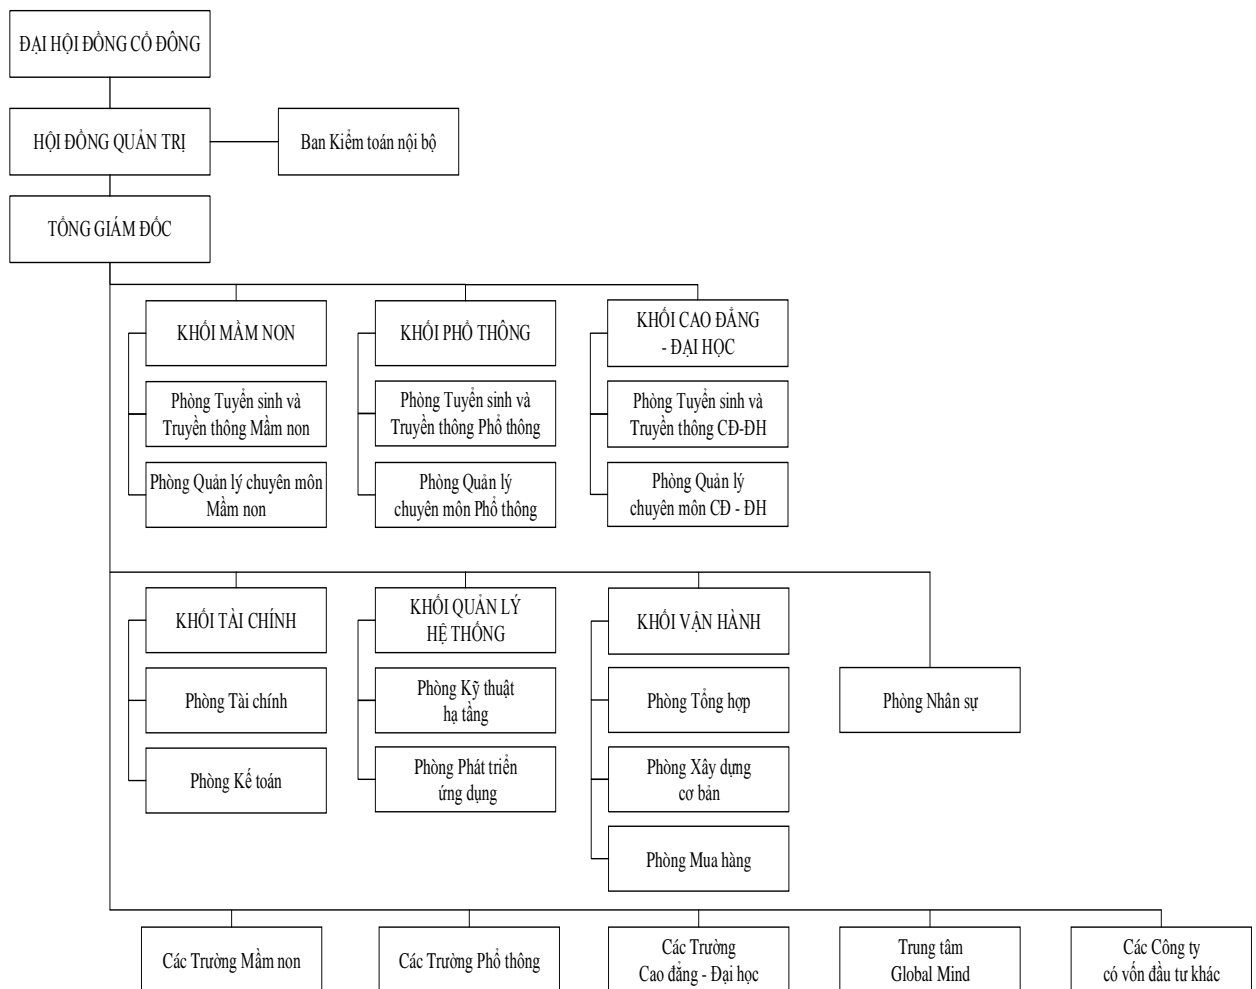 ĐẠI HỘI ĐỒNG CỔ ĐÔNG
HỘI ĐỒNG QUẢN TRỊ
Ban Kiểm toán nội bộ
TỔNG GIÁM ĐỐC
KHỐI MẦM NON
KHỐI PHỔ THÔNG
KHỐI CAO ĐẲNG
- ĐẠI HỌC
Phòng Tuyển sinh và
Truyền thông Mầm non
Phòng Tuyển sinh và
Truyền thông Phổ thông
Phòng Tuyển sinh và
Truyền thông CĐ-ĐH
Phòng Quản lý chuyên môn
Mầm non
Phòng Quản lý
chuyên môn Phổ thông
Phòng Quản lý
chuyên môn CĐ - ĐH
KHỐI TÀI CHÍNH
KHỐI QUẢN LÝ
HỆ THỐNG
KHỐI VẬN HÀNH
Phòng Tài chính
Phòng Kỹ thuật
hạ tầng
Phòng Tổng hợp
Phòng Nhân sự
Phòng Kế toán
Phòng Phát triển
ứng dụng
Phòng Xây dựng
cơ bản
Phòng Mua hàng
Các Trường Mầm non
Các Trường Phổ thông
Các Trường
Cao đẳng - Đại học
Trung tâm
Global Mind
Các Công ty
có vốn đầu tư khác